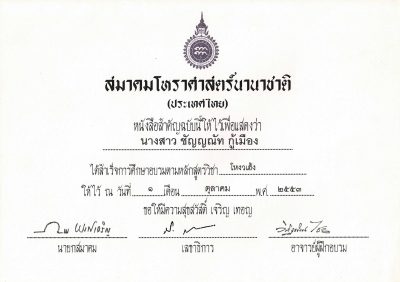 สมาคมโหราศาสตร์นานาชาติ
(ประเทศไทย)
หนังสือสำคัญฉบับนี้ให้ไว้เพื่อแสดงว่า
นางสาว ชัญญณัท กู้เมือง
ได้สำเร็จการศึกษาอบรมตามหลักสูตรวิชา โหงวเฮ้ง
ให้ไว้ ณ วันที่ ๑ เดือน ตุลาคม พ.ศ. ๒๕๕๓
ขอให้มีความสุขสวัสดิ์ เจริญ เทอญ
นายกสมาคม เลขาธิการ อาจารย์ผู้ฝึกอบรม